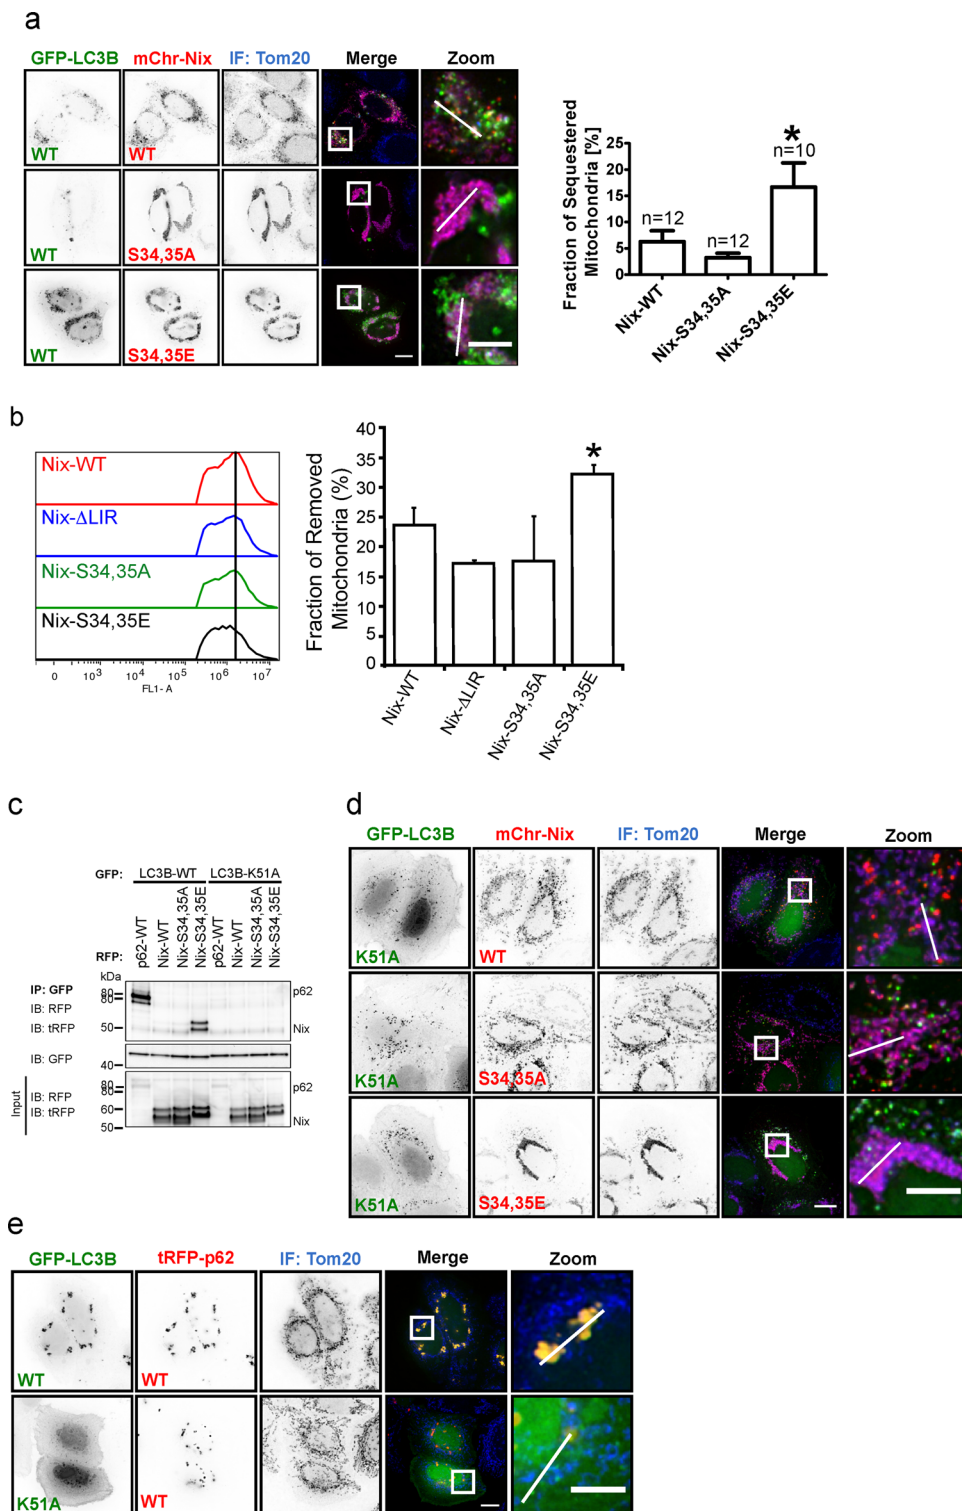 a
GFP-LC3B mChr-Nix IF: Tom20 Merge Zoom
WT WT
WT S34,35A
WT S34,35E
Fraction of Sequestered
Mitochondria [%]
25
20
15
10
5
0
n=12
n=12
*
n=10
Nix-WT
Nix-S34,35A
Nix-S34,35E
b
Nix-WT
Nix-ΔLIR
Nix-S34,35A
Nix-S34,35E
0 10³ 10⁴ 10⁵ 10⁶ 10⁷
FL1- A
Fraction of Removed
Mitochondria (%)
40
35
30
25
20
15
10
5
0
*
Nix-WT
Nix-ΔLIR
Nix-S34,35A
Nix-S34,35E
c
GFP: LC3B-WT LC3B-K51A
RFP: p62-WT Nix-WT Nix-S34,35A Nix-S34,35E p62-WT Nix-WT Nix-S34,35A Nix-S34,35E
kDa
IP: GFP
IB: RFP
IB: tRFP
80
80
50
p62
Nix
IB: GFP
40
Input
IB: RFP
IB: tRFP
80
80
60
50
p62
Nix
d
GFP-LC3B mChr-Nix IF: Tom20 Merge Zoom
K51A WT
K51A S34,35A
K51A S34,35E
e
GFP-LC3B tRFP-p62 IF: Tom20 Merge Zoom
WT WT
K51A WT